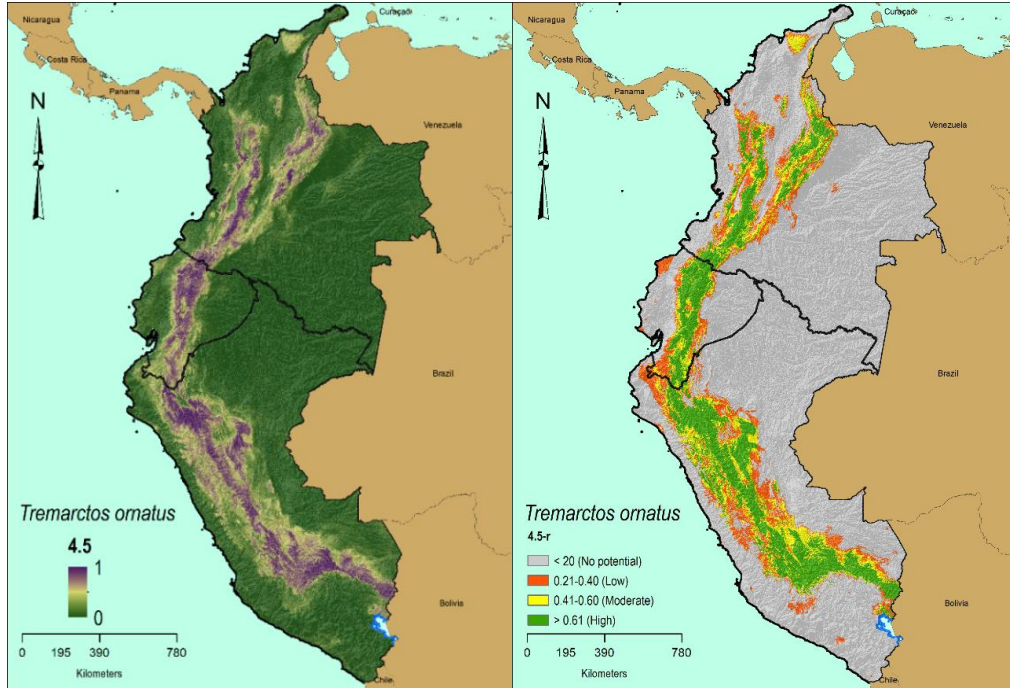 Nicaragua
Costa Rica
Panama
Curaçao
Venezuela
N
Brazil
Bolivia
Chile
Tremarctos ornatus
4.5
1
0
0 195 390 780
Kilometers
Nicaragua
Costa Rica
Panama
Curaçao
Venezuela
N
Brazil
Bolivia
Chile
Tremarctos ornatus
4.5-r
< 20 (No potential)
0.21-0.40 (Low)
0.41-0.60 (Moderate)
> 0.61 (High)
0 195 390 780
Kilometers